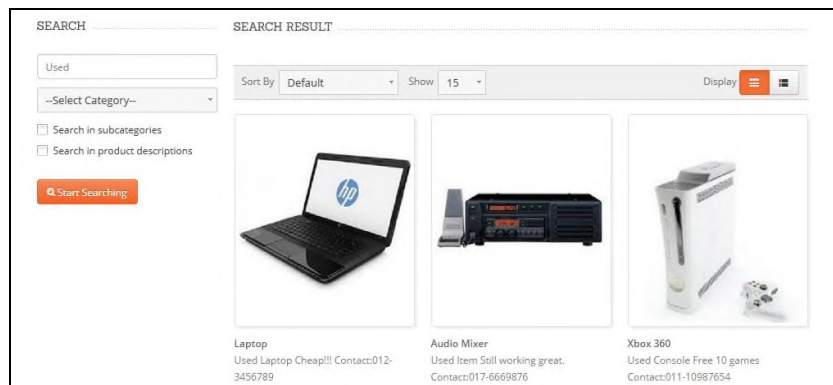 SEARCH
Used
--Select Category--
Search in subcategories
Search in product descriptions
Start Searching
SEARCH RESULT
Sort By Default Show 15 Display
hp
Laptop
Used Laptop Cheap!!! Contact:012-
3456789
Audio Mixer
Used Item Still working great.
Contact:017-6669876
Xbox 360
Used Console Free 10 games
Contact:011-10987654